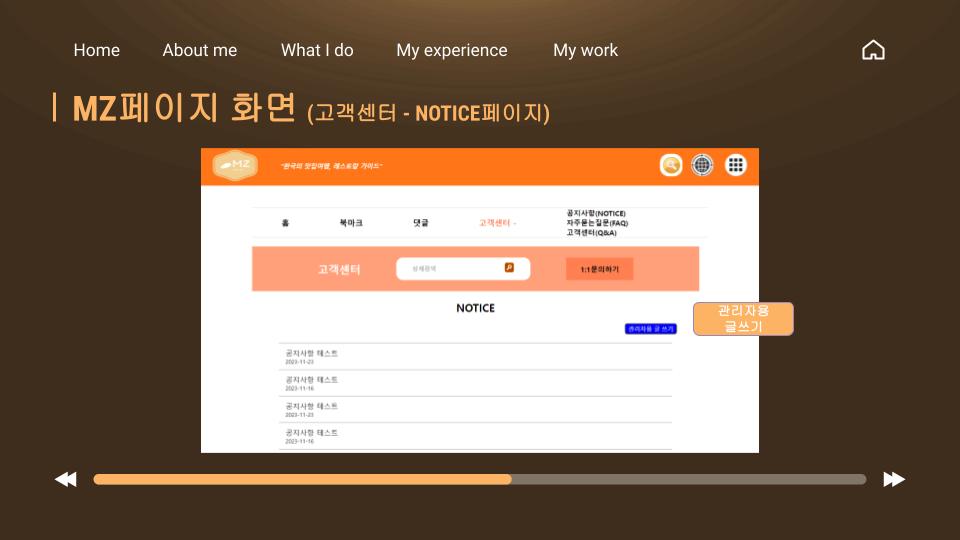 Home About me What I do My experience My work
MZ페이지 화면 (고객센터 - NOTICE페이지)
MZ
"한국의 맛집여행, 레스토랑 가이드"
홈 북마크 댓글 고객센터 -
공지사항(NOTICE)
자주묻는질문(FAQ)
고객센터(Q&A)
고객센터 상세검색 1:1문의하기
NOTICE
관리자용 글 쓰기
관리자용
글쓰기
공지사항 테스트
2023-11-23
공지사항 테스트
2023-11-16
공지사항 테스트
2023-11-23
공지사항 테스트
2023-11-16